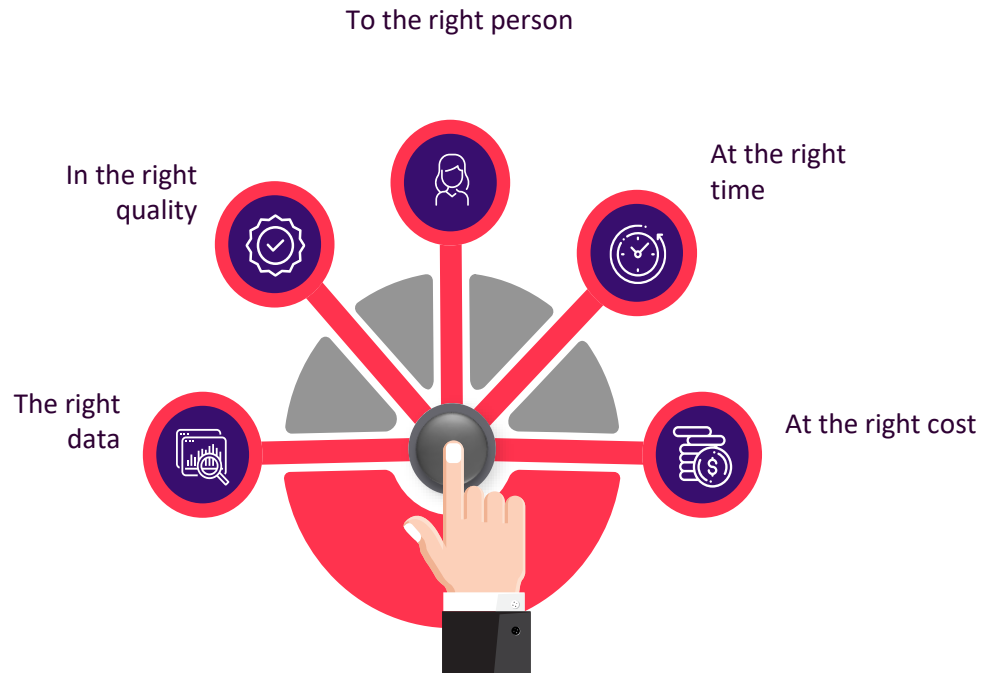 To the right person
In the right
quality
At the right
time
The right
data
At the right cost
$